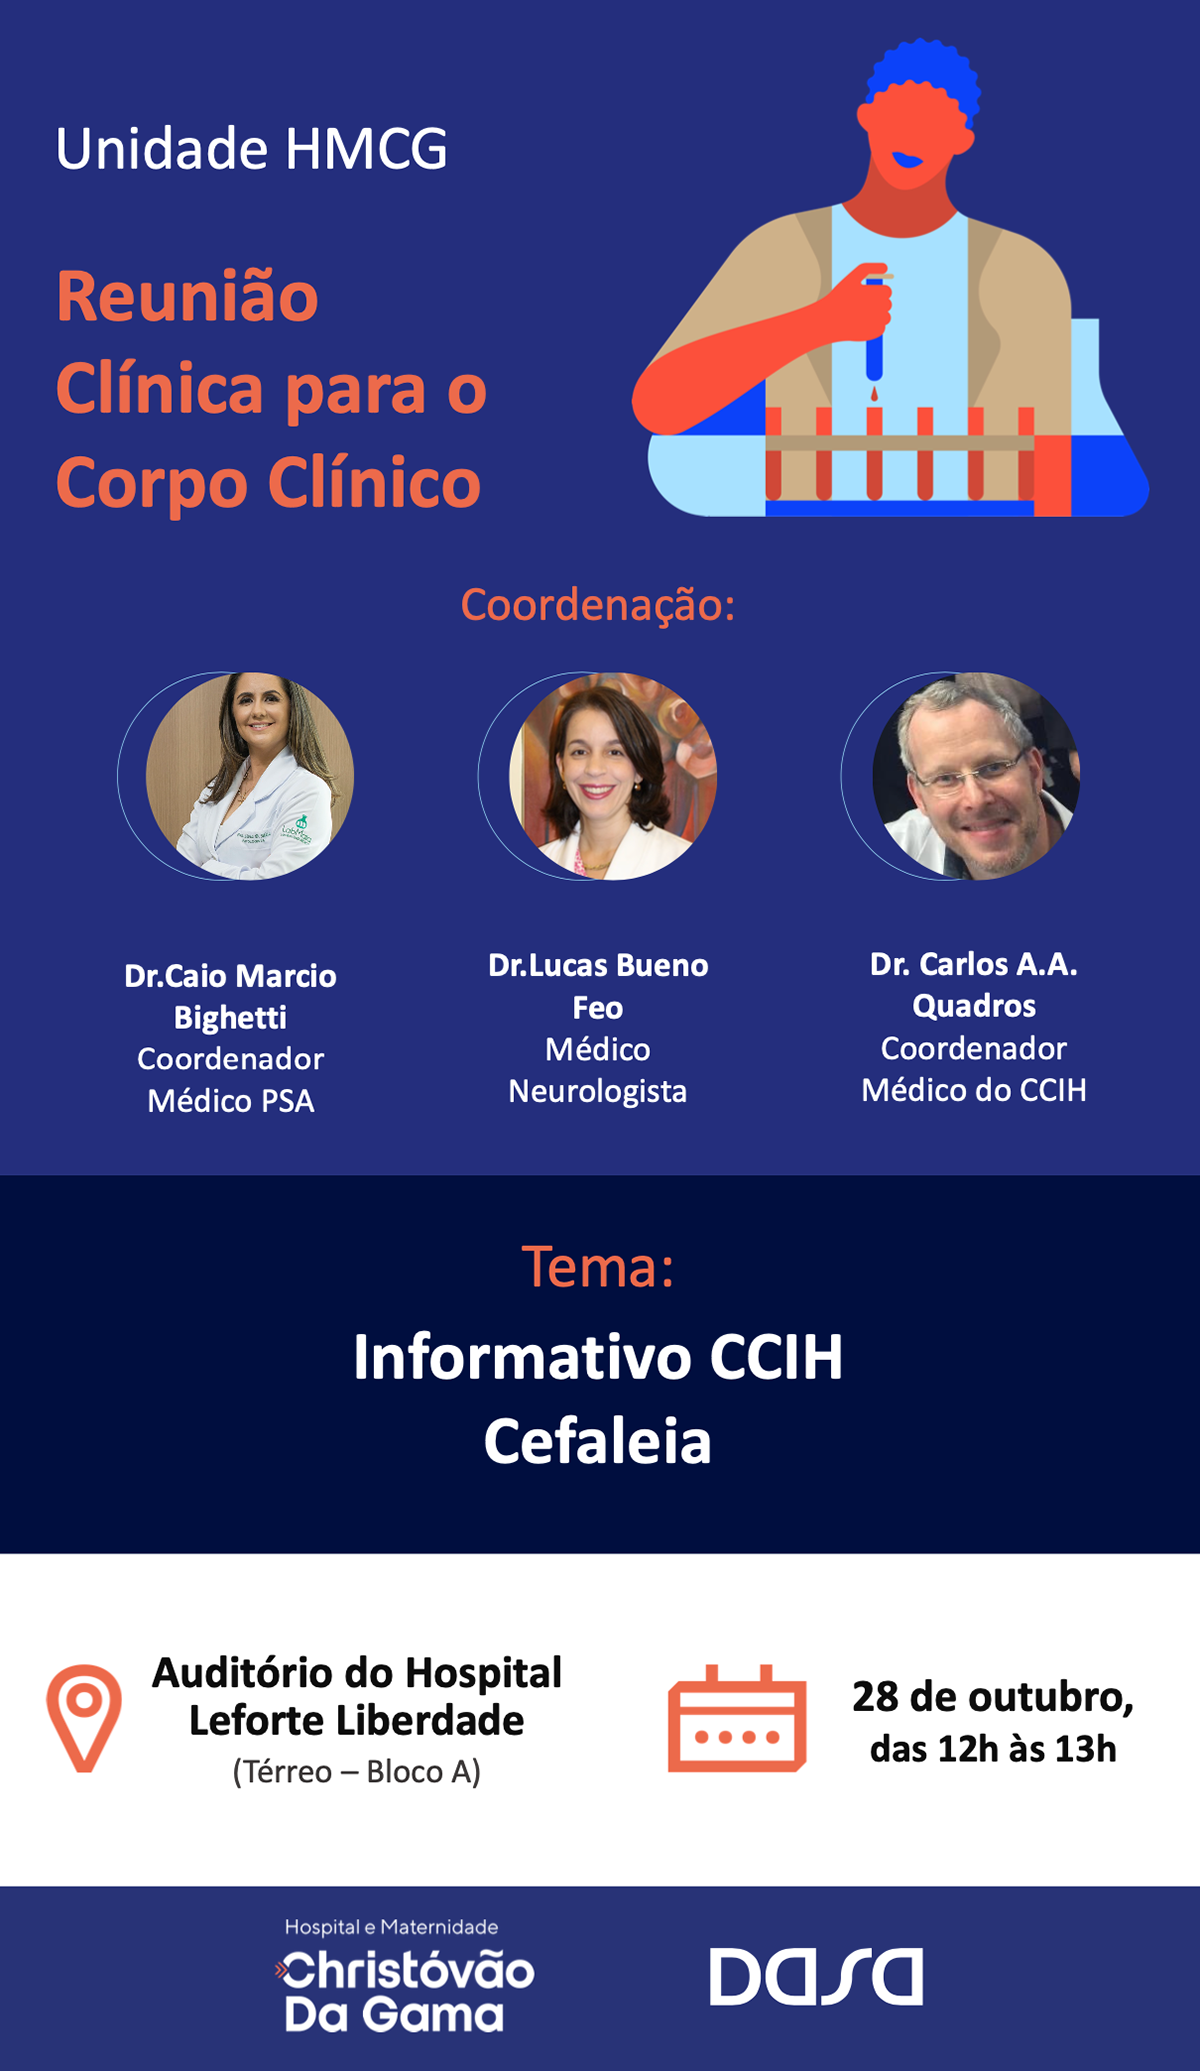 Unidade HMCG
Reunião
Clínica para o
Corpo Clínico
Coordenação:
Dr.Caio Marcio
Bighetti
Coordenador
Médico PSA
Dr.Lucas Bueno
Feo
Médico
Neurologista
Dr. Carlos A.A.
Quadros
Coordenador
Médico do CCIH
Tema:
Informativo CCIH
Cefaleia
Auditório do Hospital
Leforte Liberdade
(Térreo – Bloco A)
28 de outubro,
das 12h às 13h
Hospital e Maternidade
Christóvão
Da Gama
DASA